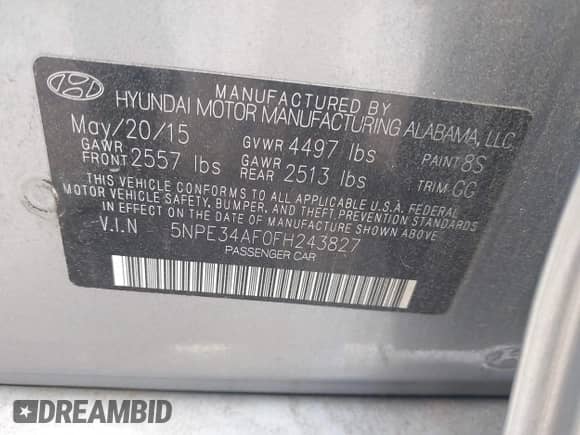 MANUFACTURED BY
HYUNDAI MOTOR MANUFACTURING ALABAMA, LLC
May/20/15 GVWR 4497 lbs PAINT 8S
GAWR FRONT 2557 lbs GAWR REAR 2513 lbs TRIM GG
THIS VEHICLE CONFORMS TO ALL APPLICABLE U.S.A. FEDERAL
MOTOR VEHICLE SAFETY, BUMPER, AND THEFT PREVENTION STANDARDS
IN EFFECT ON THE DATE OF MANUFACTURE SHOWN ABOVE.
V.I.N 5NPE34AF0FH243827
PASSENGER CAR
DREAMBID